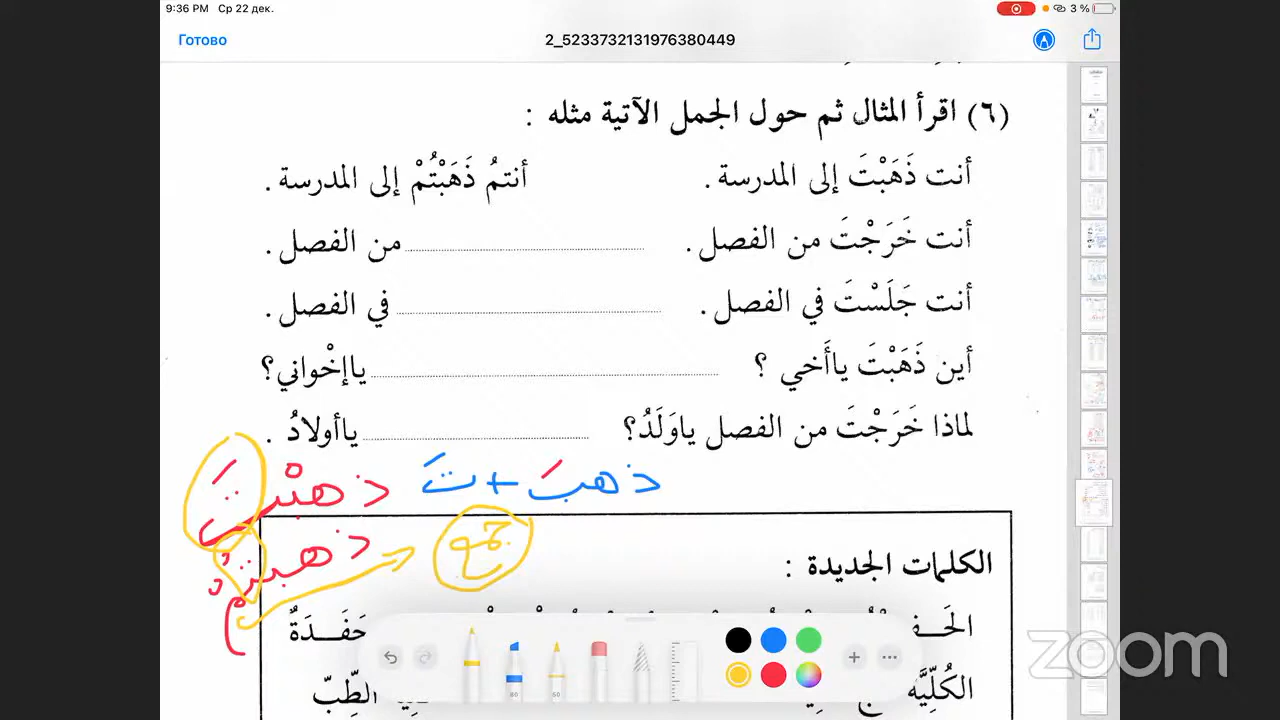 9:36 PM Ср 22 дек. 3 %
Готово 2_5233732131976380449
(٦) اقرأ المثال ثم حول الجمل الآتية مثله :
أنت ذَهَبْتَ إلى المدرسة . أنتمُ ذَهَبْتُمْ إلى المدرسة .
أنت خَرَجْتَ من الفصل . من الفصل .
أنت جَلَسْتَ في الفصل . في الفصل .
أين ذَهَبْتَ ياأَخي ؟ ياإخْواني؟
لماذا خَرَجْتَ من الفصل ياوَلَدُ؟ ياأولادُ .
ذهبَ + تَ ذهبْتَ
ذهبتُم
جمع
الكلمات الجديدة :
حَفَــدَةٌ
الكُلِّيَّه الطِّبّ
zoom